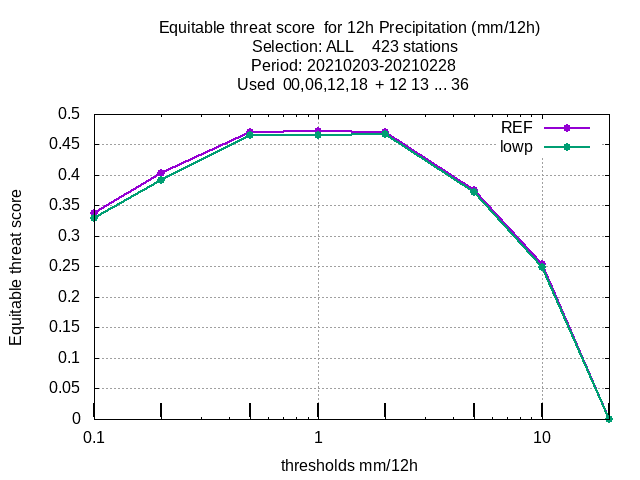 Equitable threat score  for 12h Precipitation (mm/12h)
Selection: ALL    423 stations
Period: 20210203-20210228
Used  00,06,12,18  + 12 13 ... 36
REF
lowp
0.5
0.45
0.4
0.35
0.3
0.25
0.2
0.15
0.1
0.05
0
Equitable threat score
0.1
1
10
thresholds mm/12h